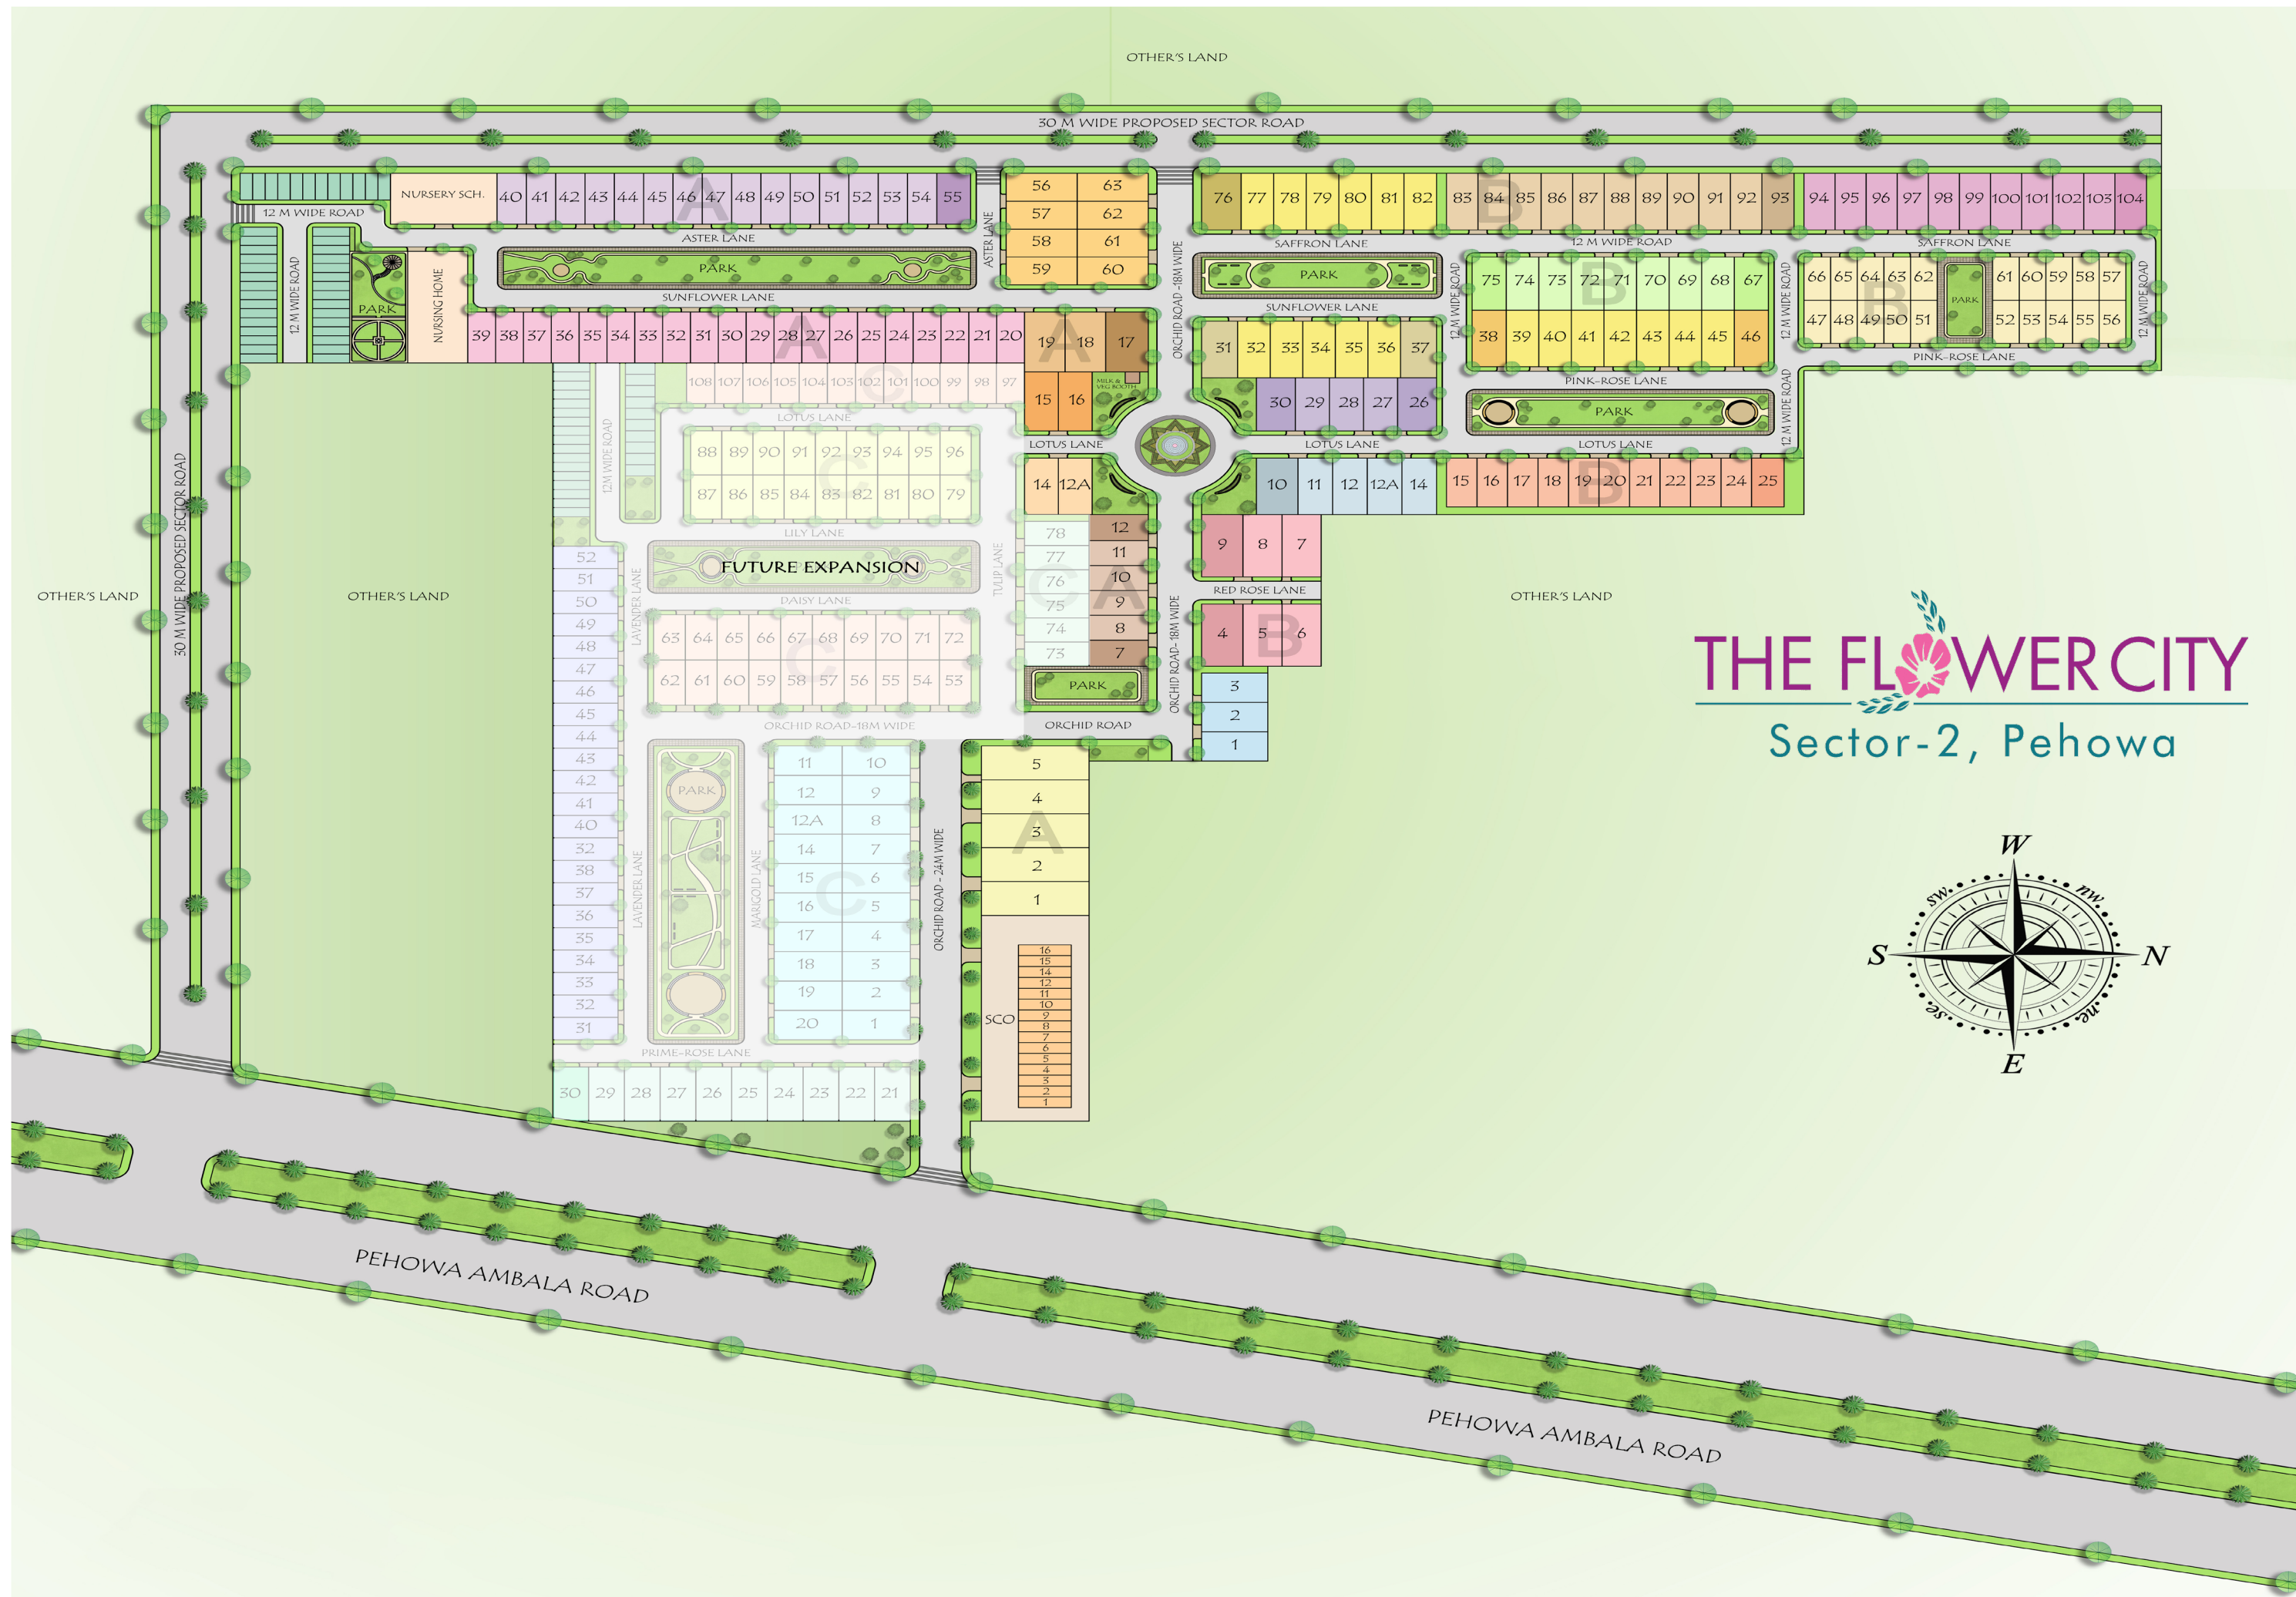 OTHER'S LAND
30 M WIDE PROPOSED SECTOR ROAD
NURSERY SCH. 40 41 42 43 44 45 46 47 48 49 50 51 52 53 54 55
A
56 63
57 62
58 61
59 60
76 77 78 79 80 81 82 83 84 85 86 87 88 89 90 91 92 93 94 95 96 97 98 99 100 101 102 103 104
B
12 M WIDE ROAD
ASTER LANE
ASTER LANE
SAFFRON LANE
12 M WIDE ROAD
SAFFRON LANE
12 M WIDE ROAD
PARK
NURSING HOME
PARK
SUNFLOWER LANE
ORCHID ROAD -18M WIDE
PARK
SUNFLOWER LANE
12 M WIDE ROAD
75 74 73 72 71 70 69 68 67
B
38 39 40 41 42 43 44 45 46
12 M WIDE ROAD
66 65 64 63 62
B
PARK
61 60 59 58 57
47 48 49 50 51
52 53 54 55 56
12 M WIDE ROAD
PINK-ROSE LANE
39 38 37 36 35 34 33 32 31 30 29 28 27 26 25 24 23 22 21 20
A
19 18 17
A
15 16
MILK &
VEG BOOTH
31 32 33 34 35 36 37
30 29 28 27 26
PINK-ROSE LANE
PARK
12 M WIDE ROAD
108 107 106 105 104 103 102 101 100 99 98 97
C
LOTUS LANE
LOTUS LANE
LOTUS LANE
LOTUS LANE
12M WIDE ROAD
88 89 90 91 92 93 94 95 96
C
87 86 85 84 83 82 81 80 79
14 12A
10 11 12 12A 14
15 16 17 18 19 20 21 22 23 24 25
B
LILY LANE
FUTURE EXPANSION
DAISY LANE
LAVENDER LANE
TULIP LANE
78
77
76
75
74
73
C
12
11
10
9
8
7
A
9 8 7
RED ROSE LANE
4 5 6
B
3
2
1
ORCHID ROAD- 18M WIDE
PARK
ORCHID ROAD
63 64 65 66 67 68 69 70 71 72
C
62 61 60 59 58 57 56 55 54 53
ORCHID ROAD-18M WIDE
52
51
50
49
48
47
46
45
44
43
42
41
40
32
38
37
36
35
34
33
32
31
LAVENDER LANE
PARK
MARIGOLD LANE
11 10
12 9
12A 8
14 7
15 6
16 5
17 4
18 3
19 2
20 1
C
ORCHID ROAD - 24M WIDE
5
4
3
2
1
A
SCO
16
15
14
12
11
10
9
8
7
6
5
4
3
2
1
PRIME-ROSE LANE
30 29 28 27 26 25 24 23 22 21
OTHER'S LAND
30 M WIDE PROPOSED SECTOR ROAD
OTHER'S LAND
OTHER'S LAND
THE FLOWER CITY
Sector-2, Pehowa
W
sw. nw.
S N
se. ne.
E
PEHOWA AMBALA ROAD
PEHOWA AMBALA ROAD